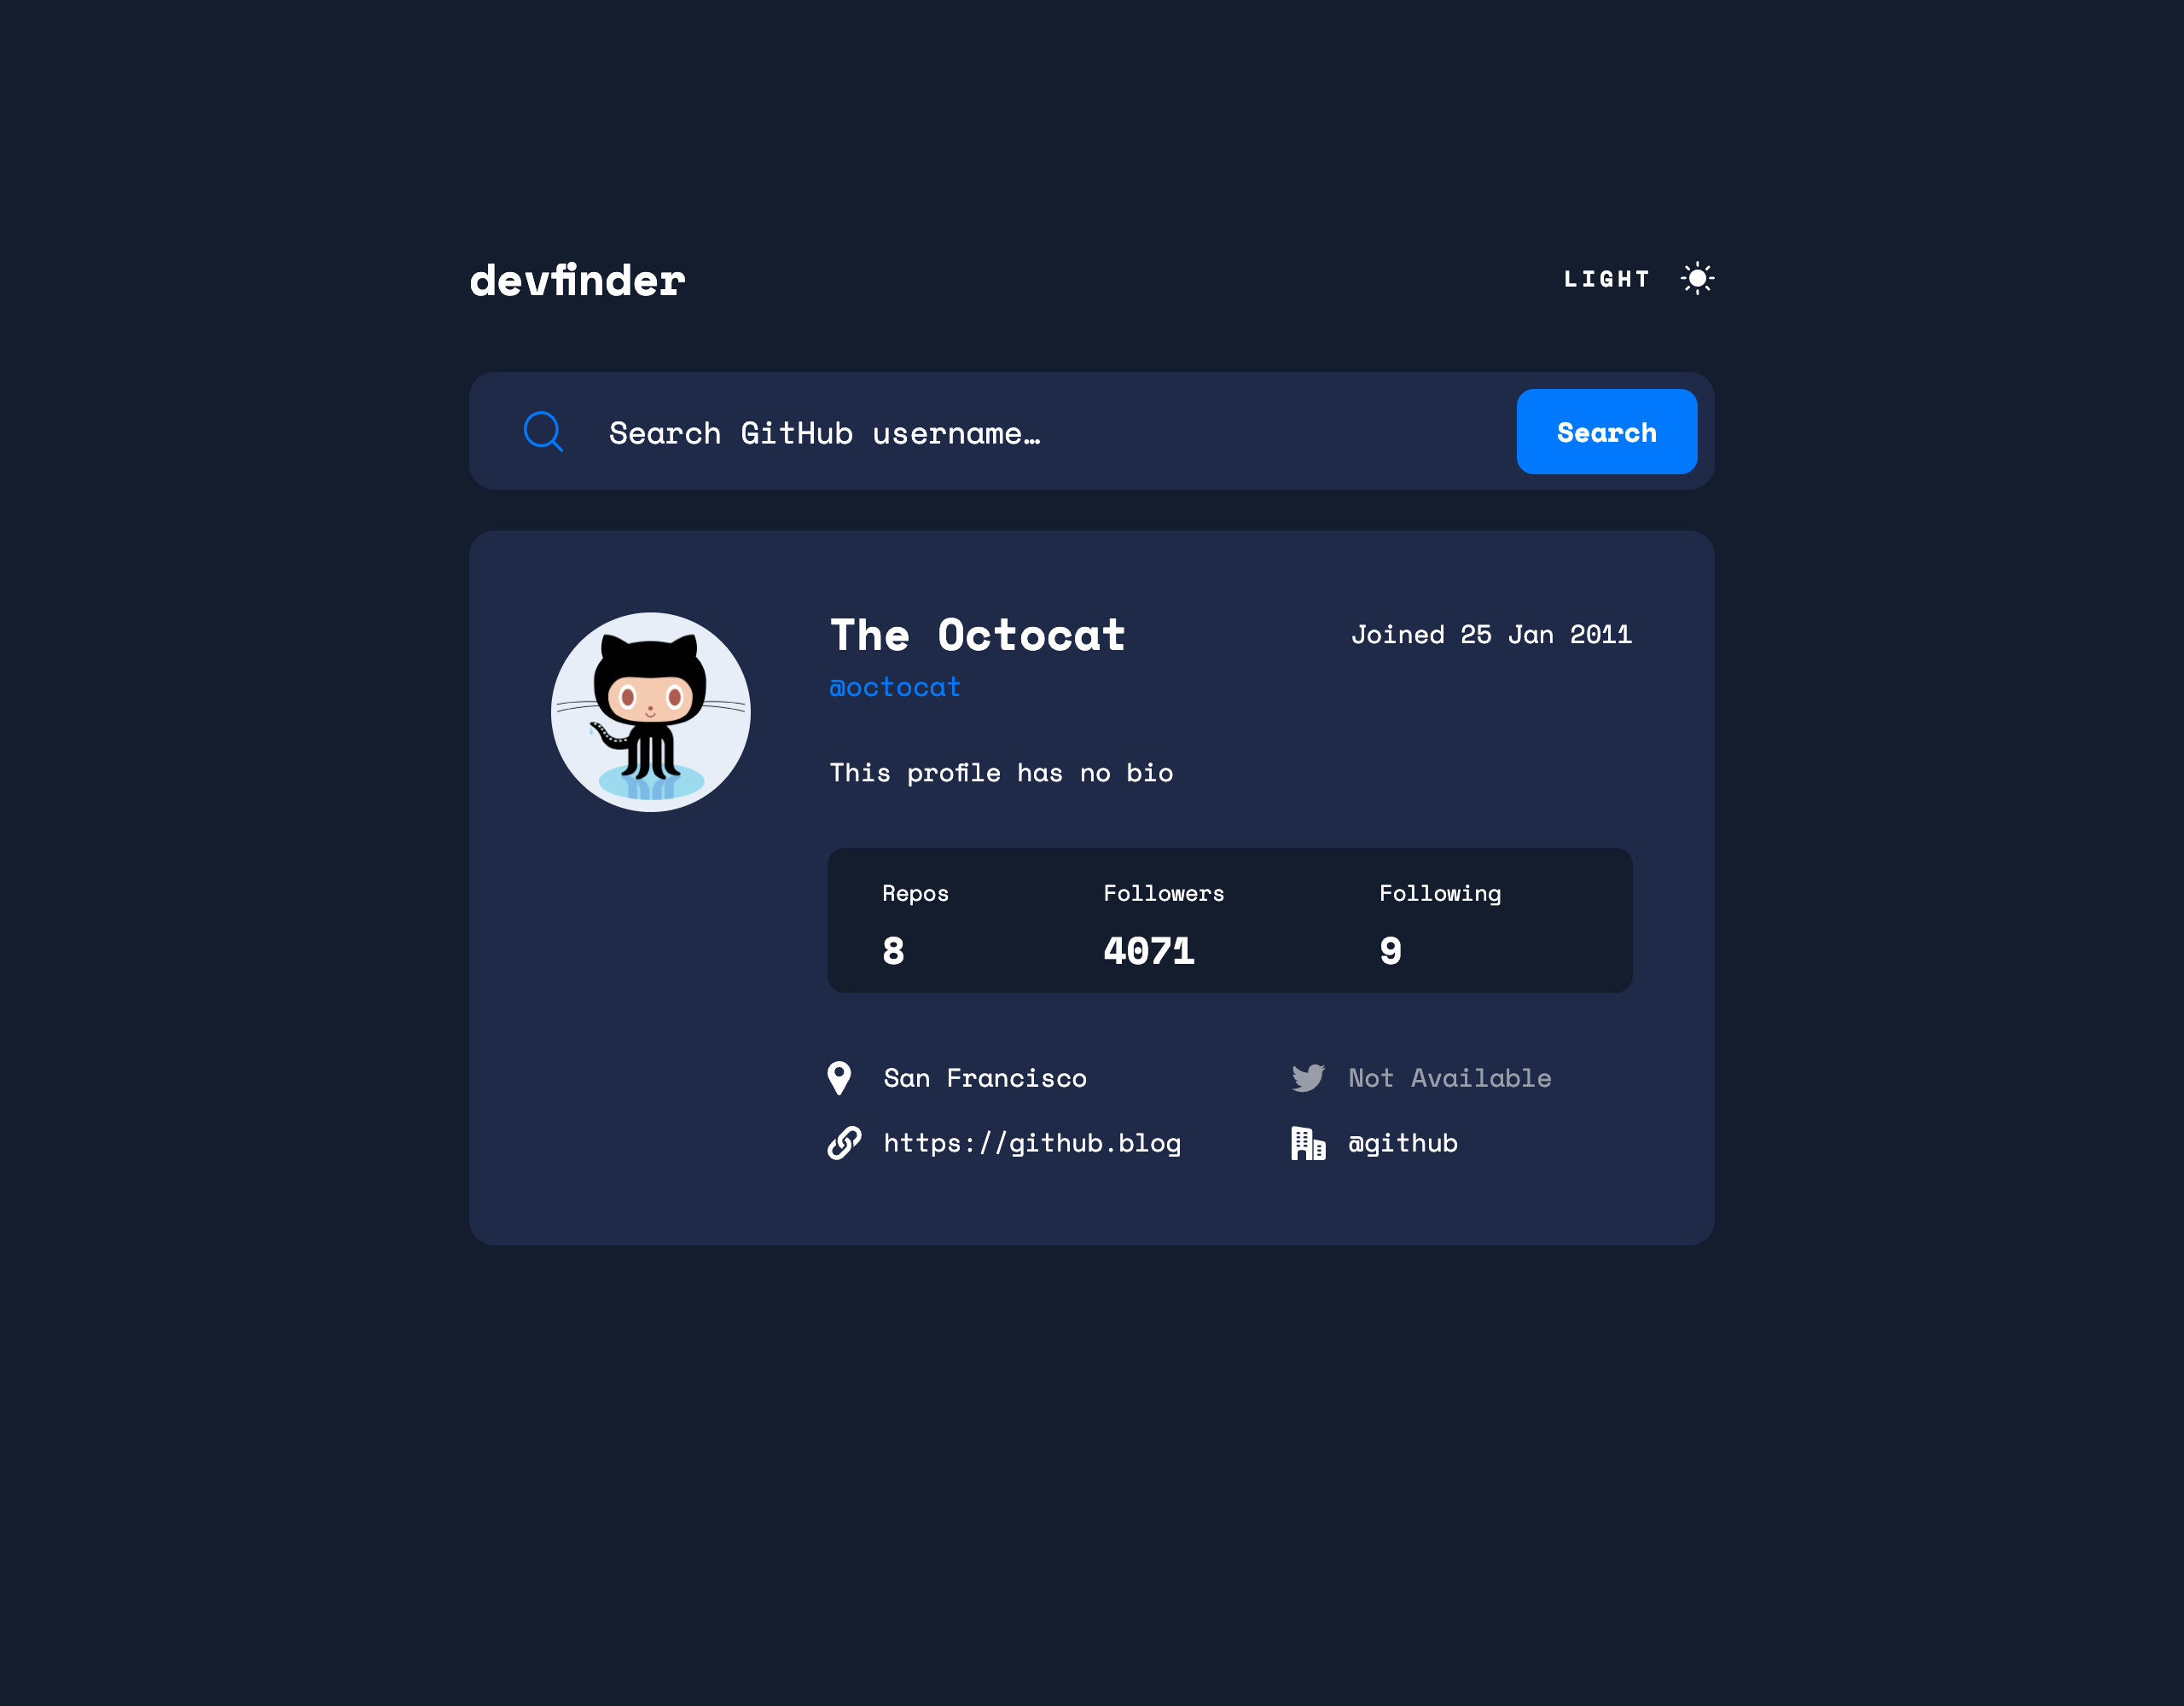 devfinder
LIGHT
Search GitHub username…
Search
The Octocat
Joined 25 Jan 2011
@octocat
This profile has no bio
Repos
Followers
Following
8
4071
9
San Francisco
Not Available
https://github.blog
@github